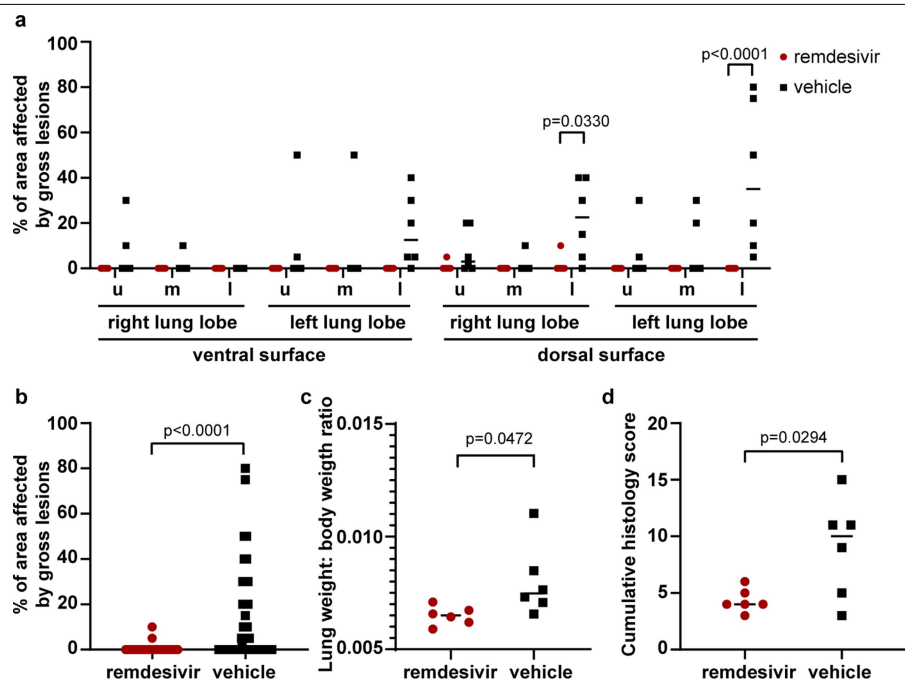 a
% of area affected
by gross lesions
100
80
60
40
20
0
p=0.0330
p<0.0001
remdesivir
vehicle
u m l u m l u m l u m l
right lung lobe left lung lobe right lung lobe left lung lobe
ventral surface dorsal surface
b
% of area affected
by gross lesions
100
80
60
40
20
0
p<0.0001
remdesivir vehicle
c
Lung weight: body weigth ratio
0.015
0.010
0.005
p=0.0472
remdesivir vehicle
d
Cumulative histology score
20
15
10
5
0
p=0.0294
remdesivir vehicle